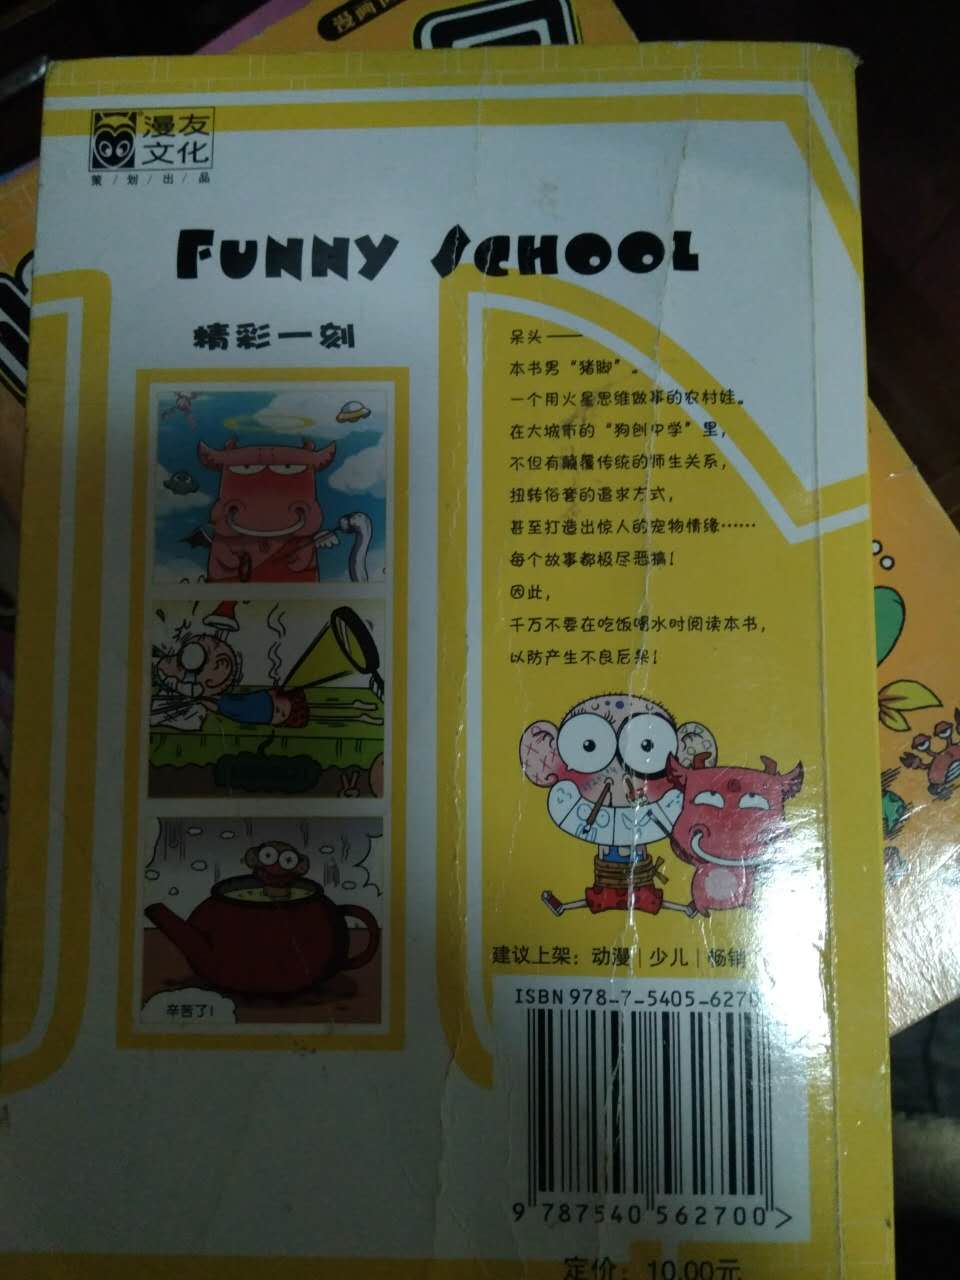 漫画
漫友
文化
策/划/出/品
FUNNY SCHOOL
精彩一刻
呆头——
本书男“猪脚”。
一个用火星思维做事的农村娃。
在大城市的“狗刨中学”里，
不但有颠覆传统的师生关系，
扭转俗套的追求方式，
甚至打造出惊人的宠物情缘……
每个故事都极尽恶搞！
因此，
千万不要在吃饭喝水时阅读本书，
以防产生不良后果！
辛苦了！
建议上架：动漫|少儿|畅销
ISBN 978-7-5405-6270
9 787540 562700 >
定价：10.00元